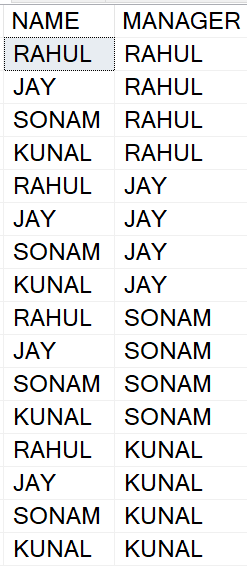 NAME MANAGER
RAHUL RAHUL
JAY RAHUL
SONAM RAHUL
KUNAL RAHUL
RAHUL JAY
JAY JAY
SONAM JAY
KUNAL JAY
RAHUL SONAM
JAY SONAM
SONAM SONAM
KUNAL SONAM
RAHUL KUNAL
JAY KUNAL
SONAM KUNAL
KUNAL KUNAL